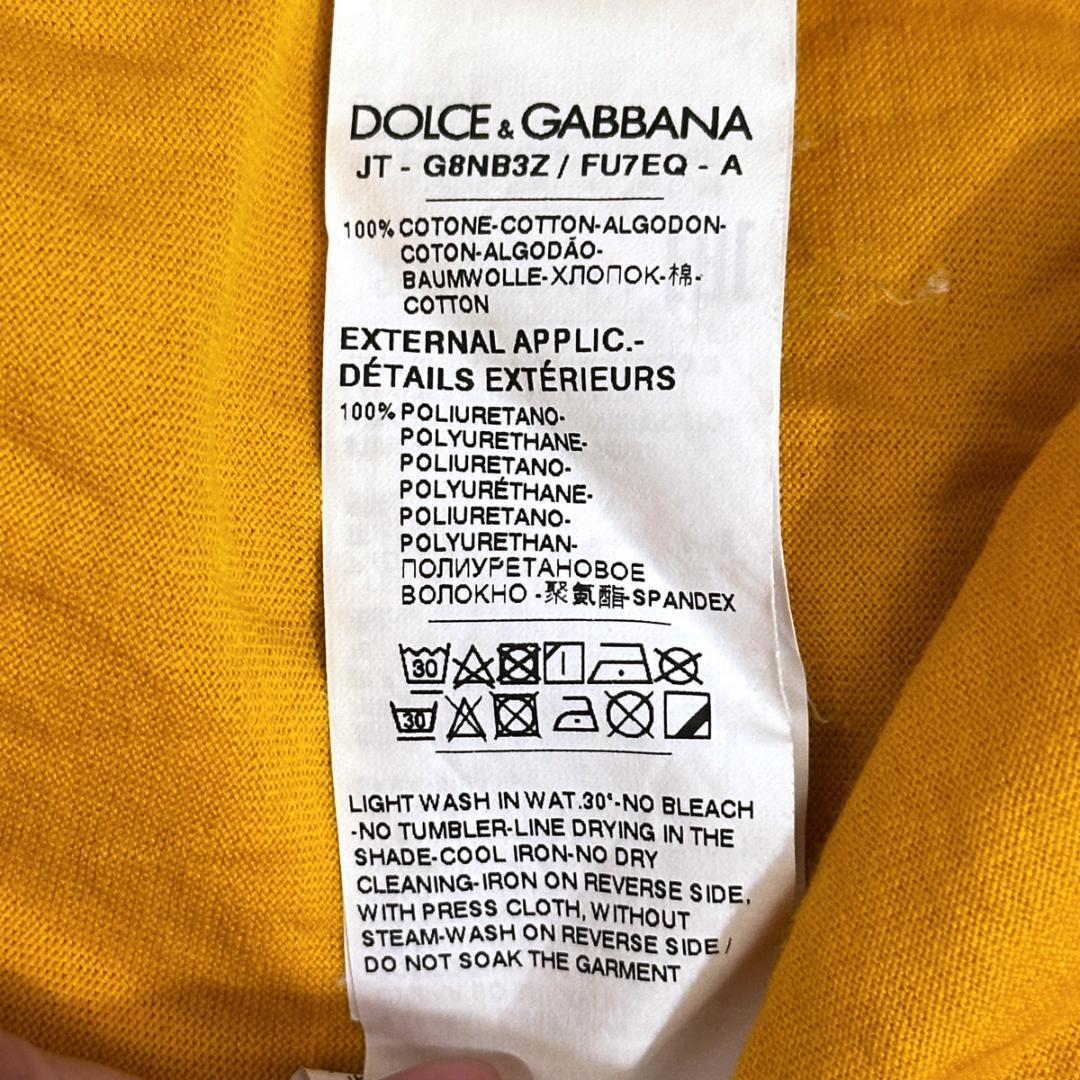 DOLCE & GABBANA
JT - G8NB3Z / FU7EQ - A
100% COTONE-COTTON-ALGODON-
COTON-ALGODÃO-
BAUMWOLLE-ХЛОПОК-棉-
COTTON
EXTERNAL APPLIC.-
DÉTAILS EXTÉRIEURS
100% POLIURETANO-
POLYURETHANE-
POLIURETANO-
POLYURÉTHANE-
POLIURETANO-
POLYURETHAN-
ПОЛИУРЕТАНОВОЕ
ВОЛОКНО -聚氨酯-SPANDEX
30
30
LIGHT WASH IN WAT.30°-NO BLEACH
-NO TUMBLER-LINE DRYING IN THE
SHADE-COOL IRON-NO DRY
CLEANING-IRON ON REVERSE SIDE,
WITH PRESS CLOTH, WITHOUT
STEAM-WASH ON REVERSE SIDE /
DO NOT SOAK THE GARMENT